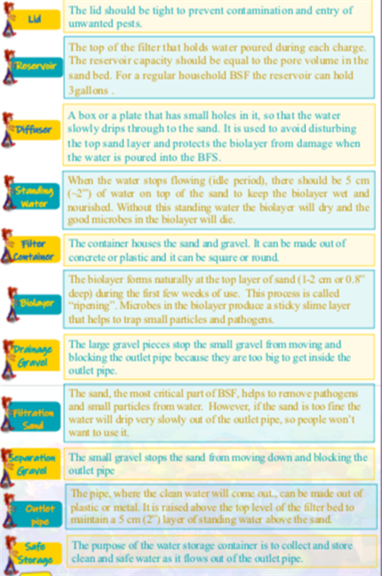 Lid
The lid should be tight to prevent contamination and entry of
unwanted pests.
Reservoir
The top of the filter that holds water poured during each charge.
The reservoir capacity should be equal to the pore volume in the
sand bed. For a regular household BSF the reservoir can hold
3gallons .
Diffuser
A box or a plate that has small holes in it, so that the water
slowly drips through to the sand. It is used to avoid disturbing
the top sand layer and protects the biolayer from damage when
the water is poured into the BFS.
Standing
Water
When the water stops flowing (idle period), there should be 5 cm
(~2") of water on top of the sand to keep the biolayer wet and
nourished. Without this standing water the biolayer will dry and the
good microbes in the biolayer will die.
Filter
Container
The container houses the sand and gravel. It can be made out of
concrete or plastic and it can be square or round.
Biolayer
The biolayer forms naturally at the top layer of sand (1-2 cm or 0.8"
deep) during the first few weeks of use. This process is called
"ripening". Microbes in the biolayer produce a sticky slime layer
that helps to trap small particles and pathogens.
Drainage
Gravel
The large gravel pieces stop the small gravel from moving and
blocking the outlet pipe because they are too big to get inside the
outlet pipe.
Filtration
Sand
The sand, the most critical part of BSF, helps to remove pathogens
and small particles from water. However, if the sand is too fine the
water will drip very slowly out of the outlet pipe, so people won't
want to use it.
Separation
Gravel
The small gravel stops the sand from moving down and blocking the
outlet pipe
Outlet
pipe
The pipe, where the clean water will come out., can be made out of
plastic or metal. It is raised above the top level of the filter bed to
maintain a 5 cm (2") layer of standing water above the sand.
Safe
Storage
The purpose of the water storage container is to collect and store
clean and safe water as it flows out of the outlet pipe.